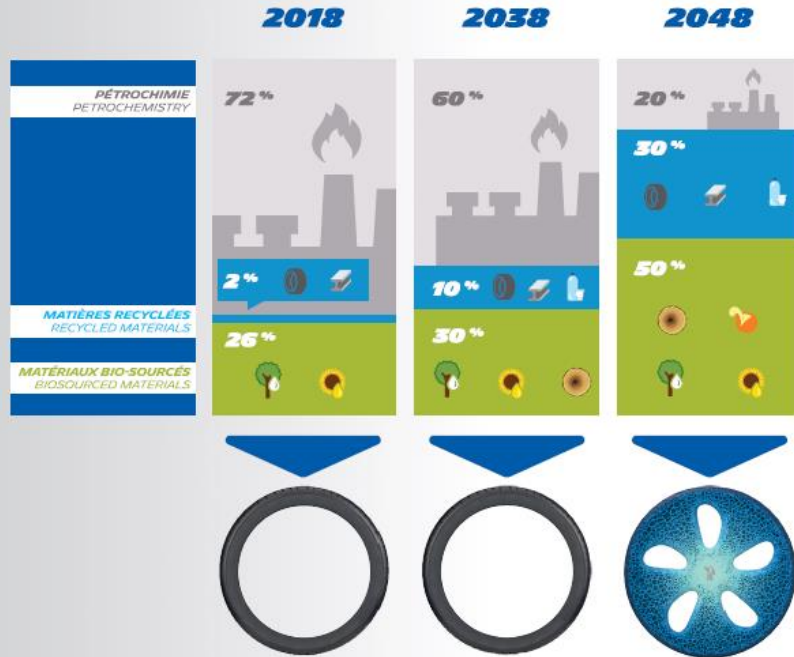 2018
2038
2048
PÉTROCHIMIE
PETROCHEMISTRY
72 %
60 %
20 %
30 %
2 %
10 %
50 %
MATIÈRES RECYCLÉES
RECYCLED MATERIALS
26 %
30 %
MATÉRIAUX BIO-SOURCÉS
BIOSOURCED MATERIALS